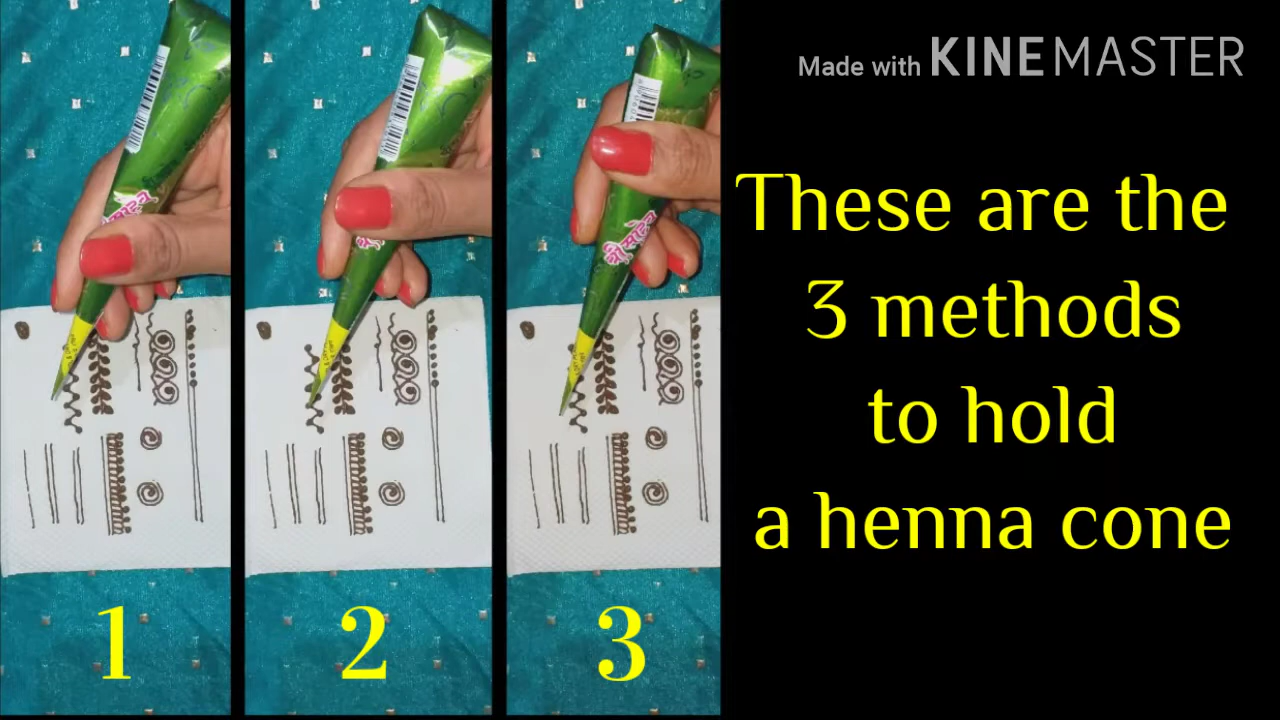 Made with KINEMASTER
These are the
3 methods
to hold
a henna cone
1
2
3